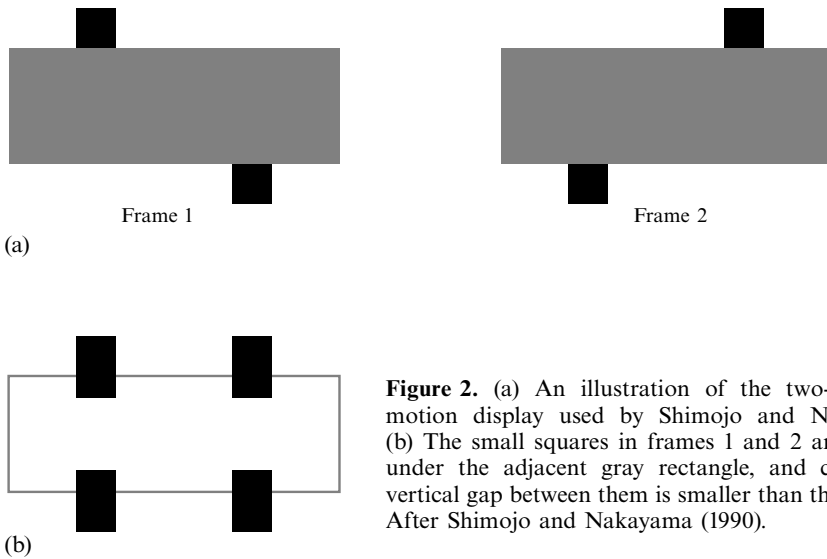 Frame 1
Frame 2
(a)
Figure 2. (a) An illustration of the two-
motion display used by Shimojo and N
(b) The small squares in frames 1 and 2 ar
under the adjacent gray rectangle, and c
vertical gap between them is smaller than th
After Shimojo and Nakayama (1990).
(b)